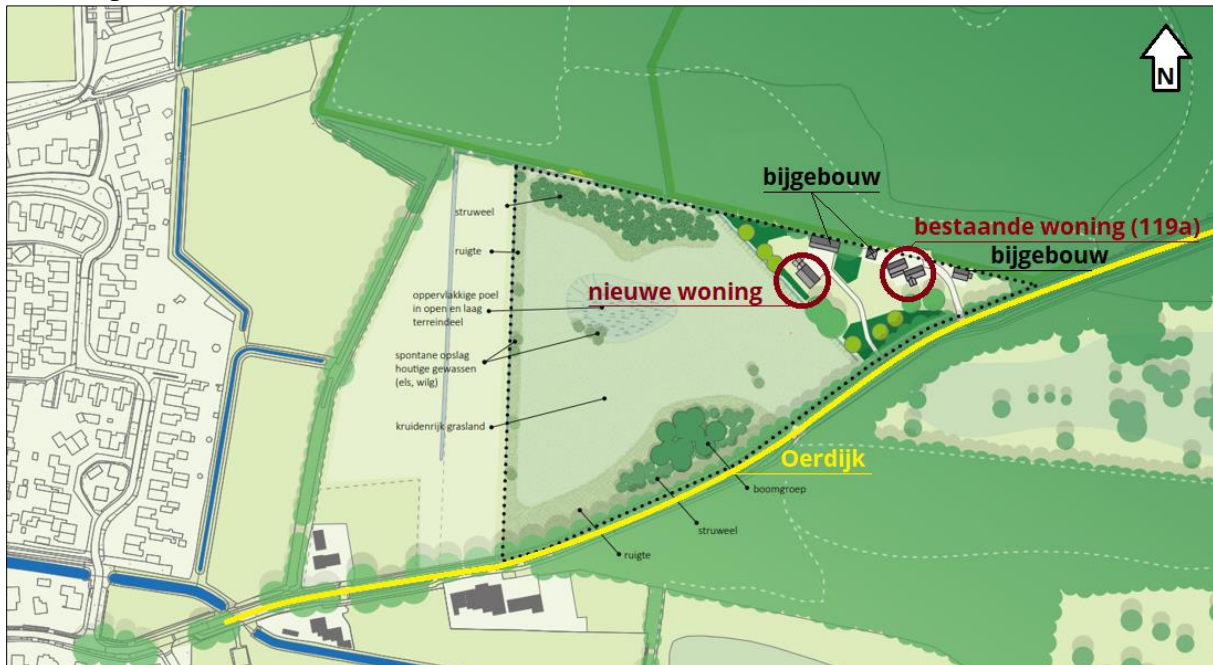 N
bijgebouw
bestaande woning (119a)
bijgebouw
struweel
ruigte
oppervlakkige poel
in open en laag
terreindeel
nieuwe woning
spontane opslag
houtige gewassen
(els, wilg)
kruidenrijk grasland
Oerdijk
boomgroep
struweel
ruigte